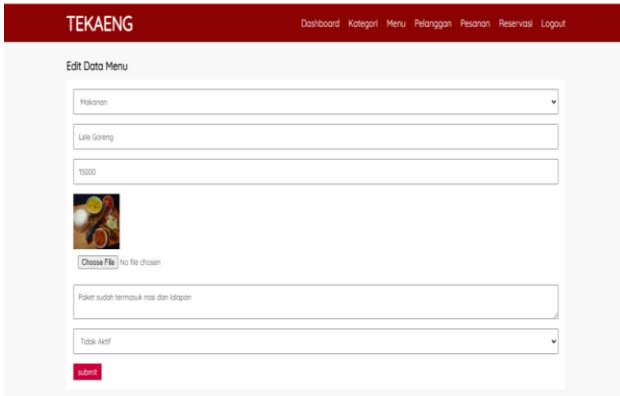 TEKAENG
Dashboard Kategori Menu Pelanggan Pesanan Reservasi Logout
Edit Data Menu
Makanan
Lele Goreng
15000
Choose File No file chosen
Paket sudah termasuk nasi dan lalapan
Tidak Aktif
submit